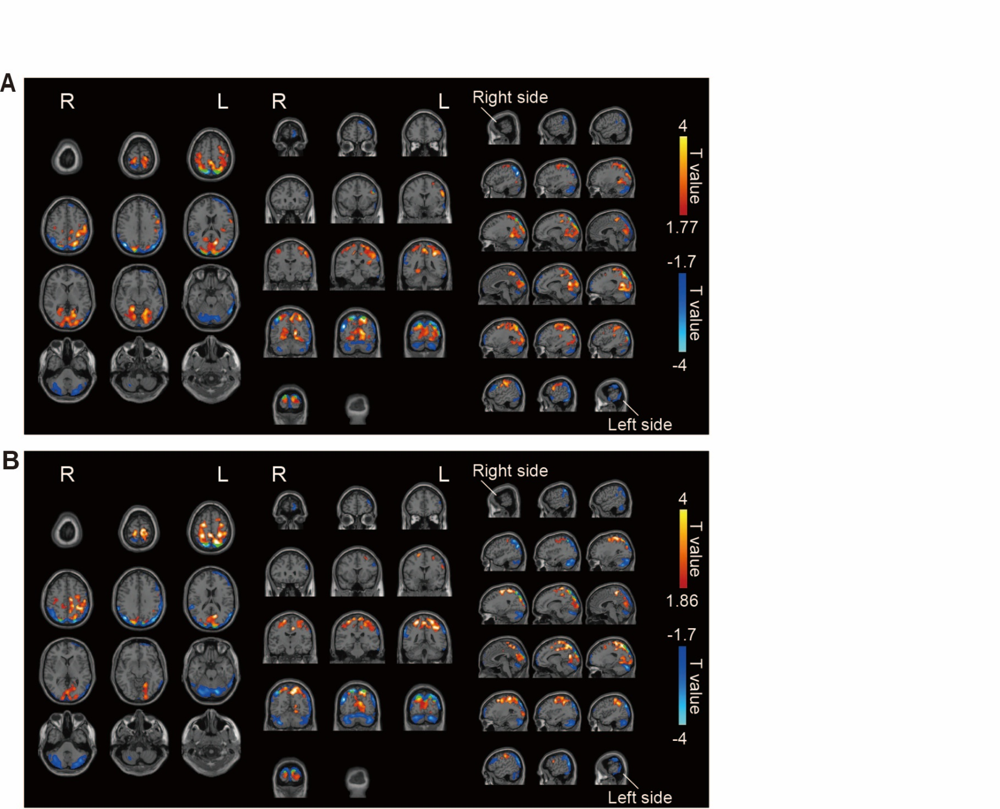 A
R L R L Right side
4
T value
1.77
-1.7
T value
-4
Left side
B
R L R L Right side
4
T value
1.86
-1.7
T value
-4
Left side